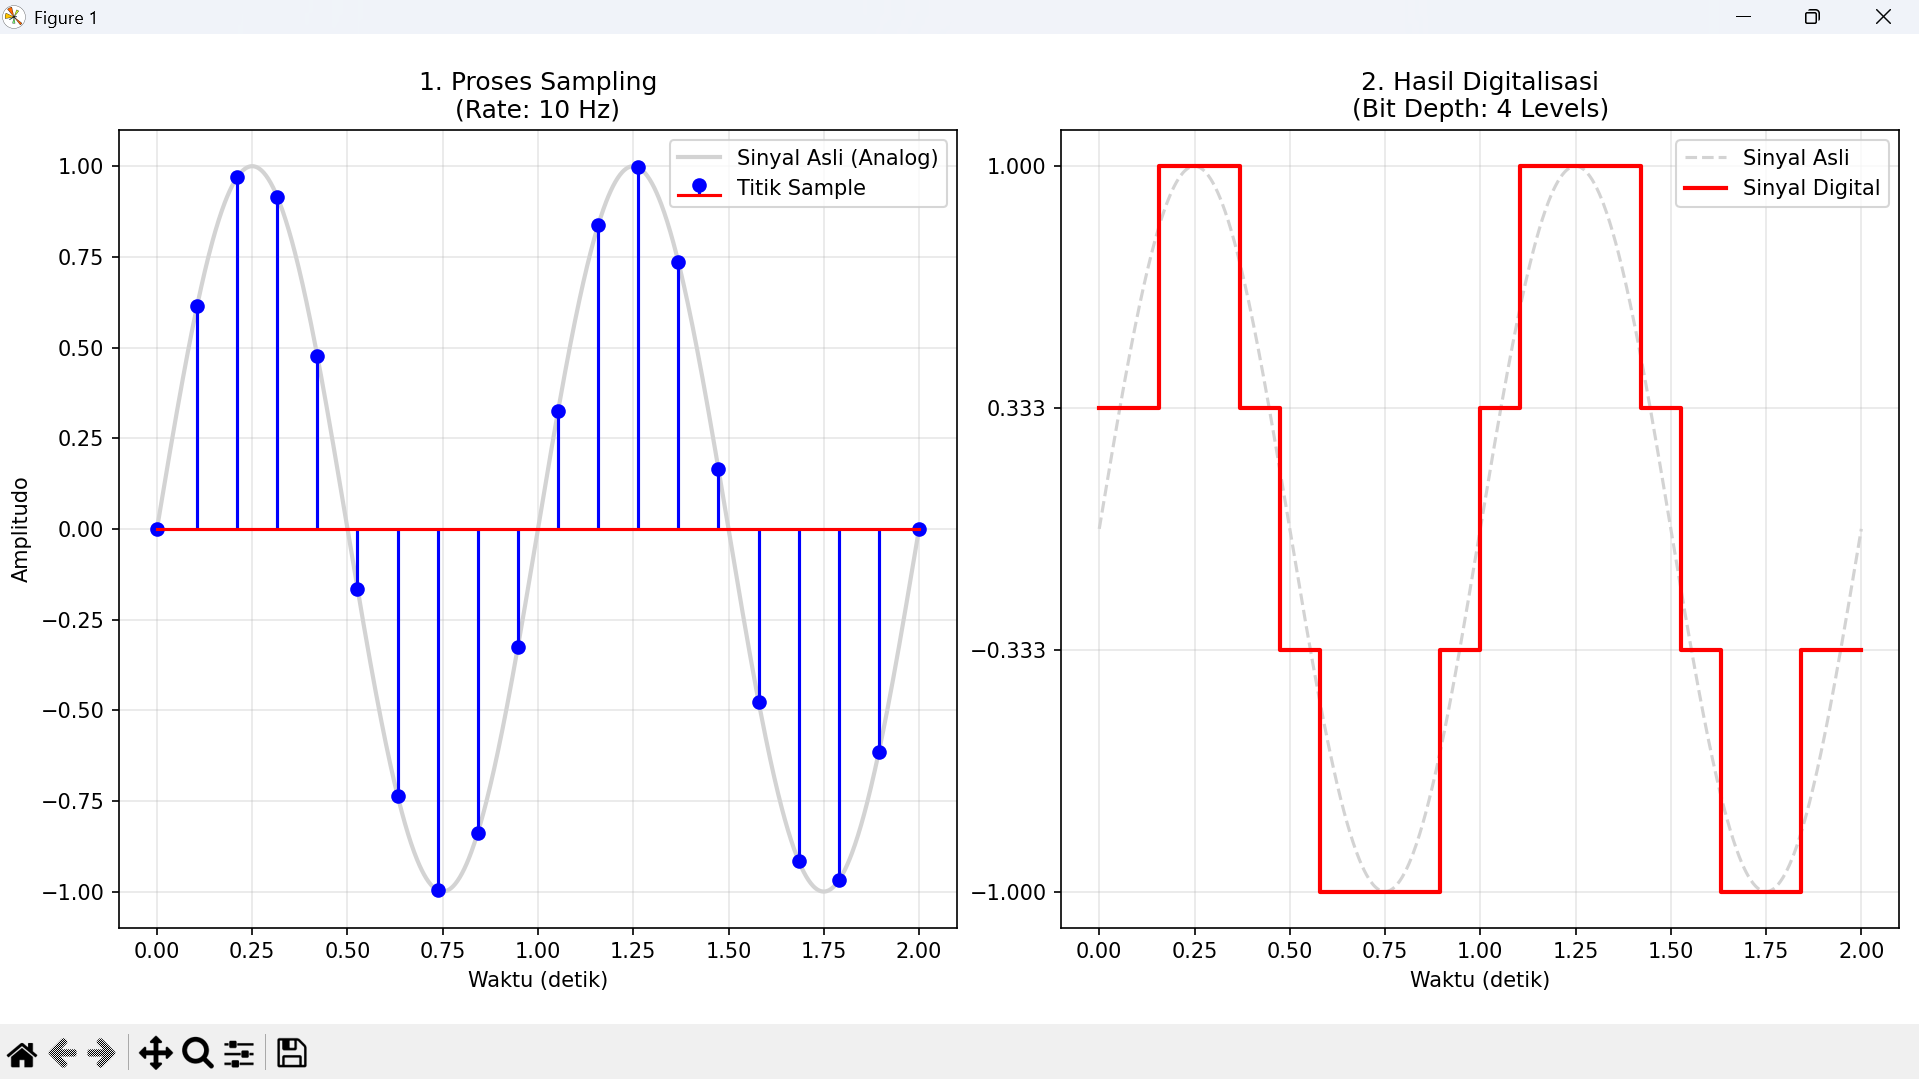 Figure 1
1. Proses Sampling
(Rate: 10 Hz)
Sinyal Asli (Analog)
Titik Sample
1.00
0.75
0.50
0.25
0.00
−0.25
−0.50
−0.75
−1.00
Amplitudo
0.00 0.25 0.50 0.75 1.00 1.25 1.50 1.75 2.00
Waktu (detik)
2. Hasil Digitalisasi
(Bit Depth: 4 Levels)
Sinyal Asli
Sinyal Digital
1.000
0.333
−0.333
−1.000
0.00 0.25 0.50 0.75 1.00 1.25 1.50 1.75 2.00
Waktu (detik)